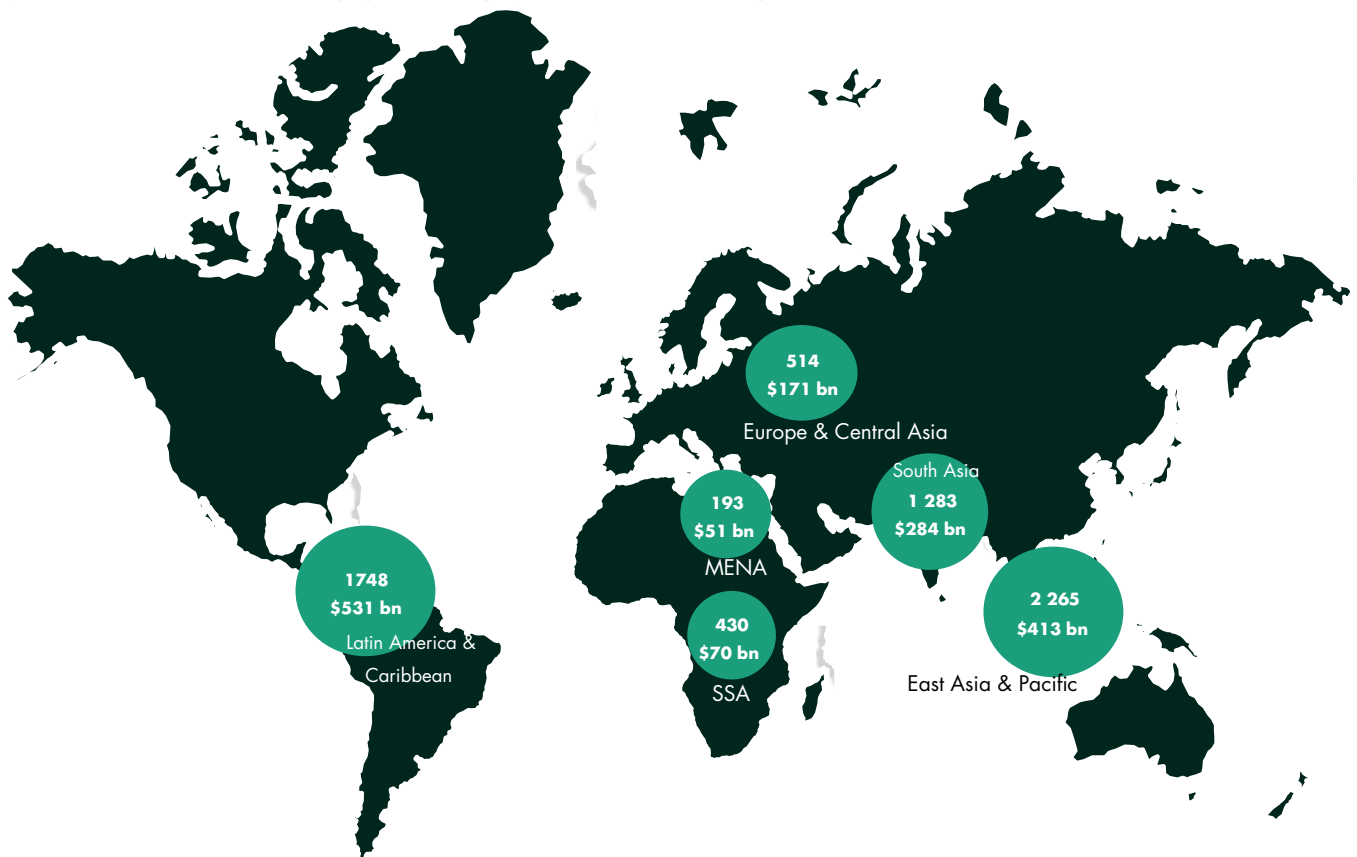 514
$171 bn
Europe & Central Asia
South Asia
1 283
$284 bn
193
$51 bn
MENA
1748
$531 bn
Latin America &
Caribbean
430
$70 bn
SSA
2 265
$413 bn
East Asia & Pacific